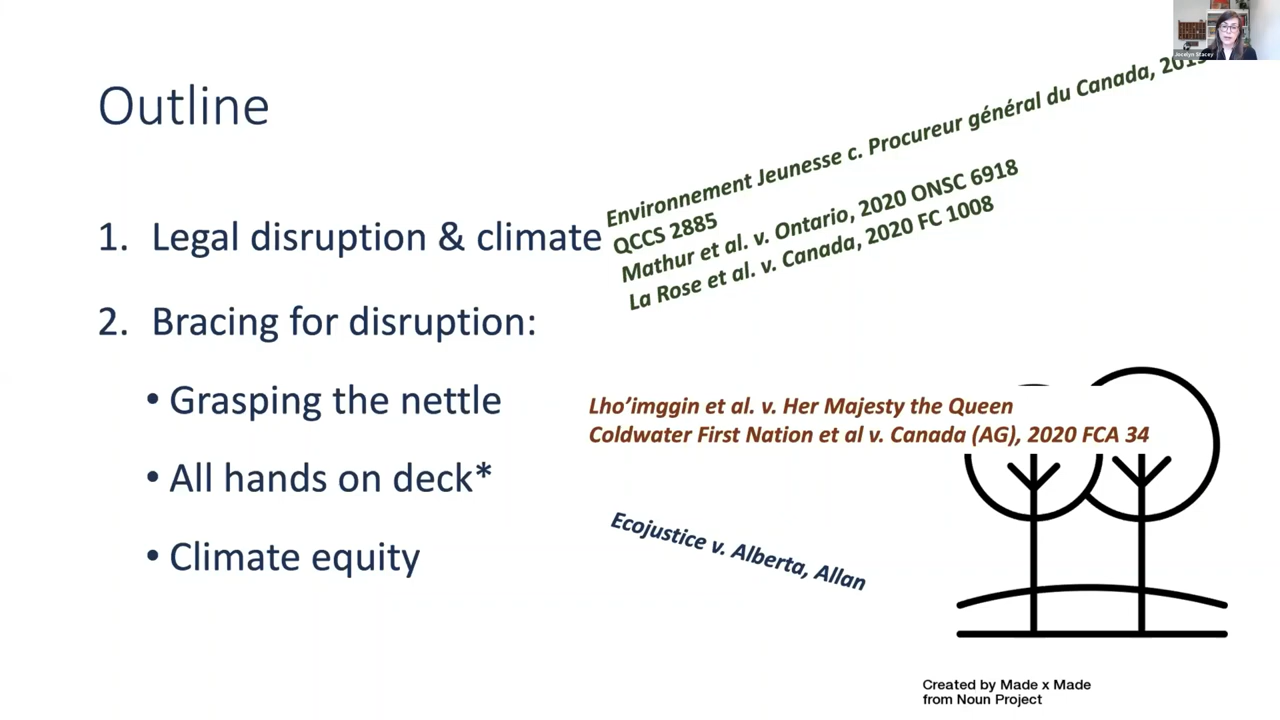 Jocelyn Stacey
Outline
Environnement Jeunesse c. Procureur général du Canada,
QCCS 2885
Mathur et al. v. Ontario, 2020 ONSC 6918
La Rose et al. v. Canada, 2020 FC 1008
1. Legal disruption & climate
2. Bracing for disruption:
• Grasping the nettle
Lho’imggin et al. v. Her Majesty the Queen
Coldwater First Nation et al v. Canada (AG), 2020 FCA 34
• All hands on deck*
Ecojustice v. Alberta, Allan
• Climate equity
Created by Made x Made
from Noun Project